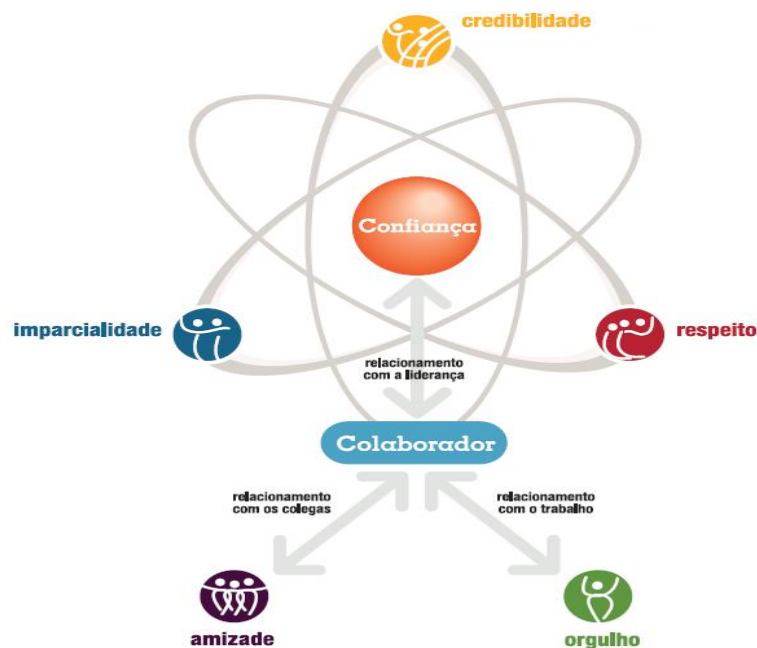 credibilidade
Confiança
imparcialidade
respeito
relacionamento
com a liderança
Colaborador
relacionamento
com os colegas
relacionamento
com o trabalho
amizade
orgulho